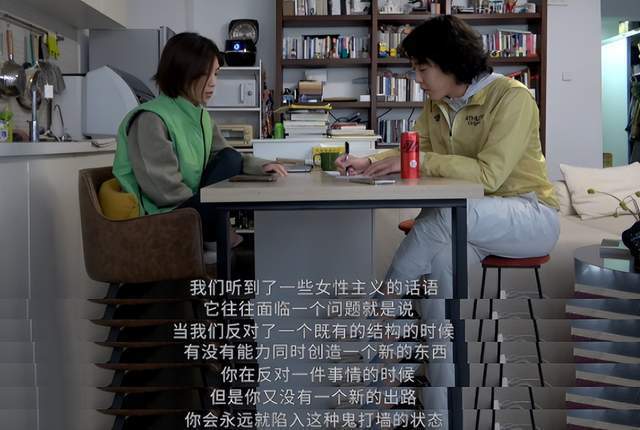 我们听到了一些女性主义的话语
它往往面临一个问题就是说
当我们反对了一个既有的结构的时候
有没有能力同时创造一个新的东西
你在反对一件事情的时候
但是你又没有一个新的出路
你会永远就陷入这种鬼打墙的状态